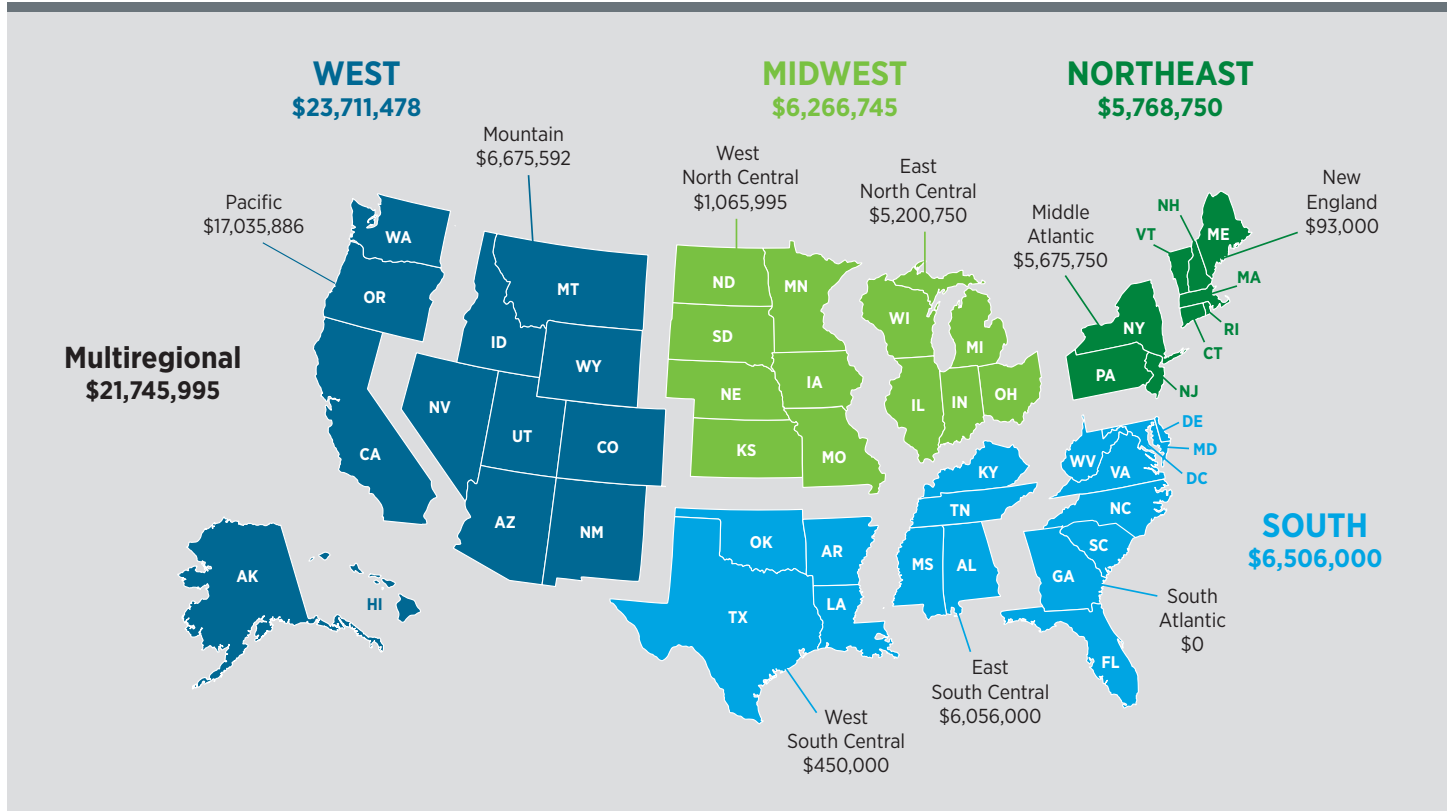 WEST
$23,711,478
MIDWEST
$6,266,745
NORTHEAST
$5,768,750
Mountain
$6,675,592
Pacific
$17,035,886
West
North Central
$1,065,995
East
North Central
$5,200,750
Middle
Atlantic
$5,675,750
New
England
$93,000
Multiregional
$21,745,995
WA
OR
CA
NV
ID
MT
WY
UT
CO
AZ
NM
AK
HI
ND
SD
NE
KS
MN
IA
MO
WI
MI
IL
IN
OH
NH
VT
ME
MA
RI
CT
NY
PA
NJ
DE
MD
DC
WV
VA
KY
TN
NC
SC
GA
FL
MS
AL
OK
AR
LA
TX
SOUTH
$6,506,000
South
Atlantic
$0
East
South Central
$6,056,000
West
South Central
$450,000